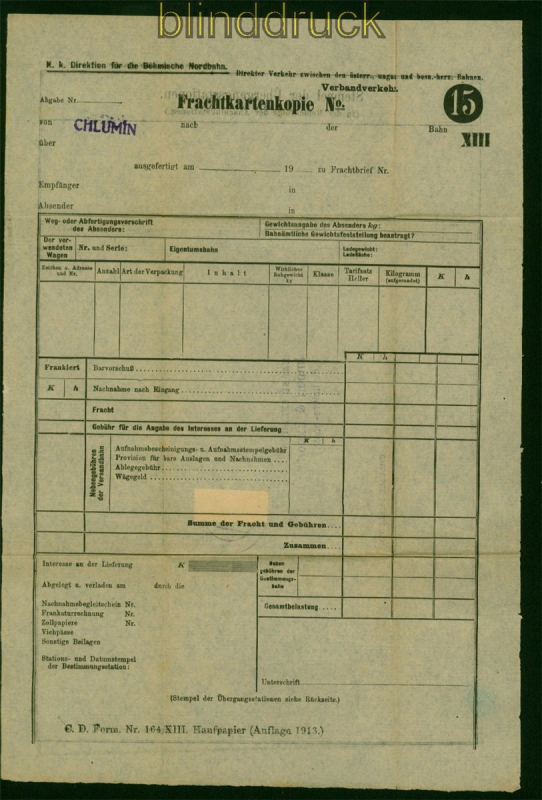 blinddruck
K. k. Direktion für die Böhmische Nordbahn.
Direkter Verkehr zwischen den österr., ungar. und bosn.-herz. Bahnen.
Verbandverkehr.
Abgabe Nr.
Frachtkartenkopie No.
15
von CHLUMIN nach der Bahn
XIII
über
ausgefertigt am 19 zu Frachtbrief Nr.
Empfänger in
Absender in
Weg- oder Abfertigungsvorschrift des Absenders:
Gewichtsangabe des Absenders kg:
Bahnämtliche Gewichtsfeststellung beantragt?
Der verwendeten Wagen
Nr. und Serie:
Eigentumsbahn
Ladegewicht:
Ladefläche:
Zeichen u. Adresse und Nr.
Anzahl
Art der Verpackung
Inhalt
Wirklicher Rohgewicht kg
Klasse
Tarifsatz Heller
Kilogramm (aufgerundet)
K h
K h
Frankiert
Barvorschuß
K h
Nachnahme nach Eingang
Fracht
Gebühr für die Angabe des Interesses an der Lieferung
K h
Nebengebühren der Versandbahn
Aufnahmsbescheinigungs- u. Aufnahmsstempelgebühr
Provision für bare Auslagen und Nachnahmen
Ablegegebühr
Wägegeld
Summe der Fracht und Gebühren
Zusammen
Interesse an der Lieferung K
Nebengebühren der Bestimmungsbahn
Abgelegt u. verladen am durch die
Nachnahmebegleitschein Nr.
Gesamtbelastung
Frankaturrechnung Nr.
Zollpapiere Nr.
Viehpässe
Sonstige Beilagen
Stations- und Datumstempel
der Bestimmungsstation:
Unterschrift
(Stempel der Übergangsstationen siehe Rückseite.)
C. D. Form. Nr. 164/XIII. Hanfpapier (Auflage 1913.)